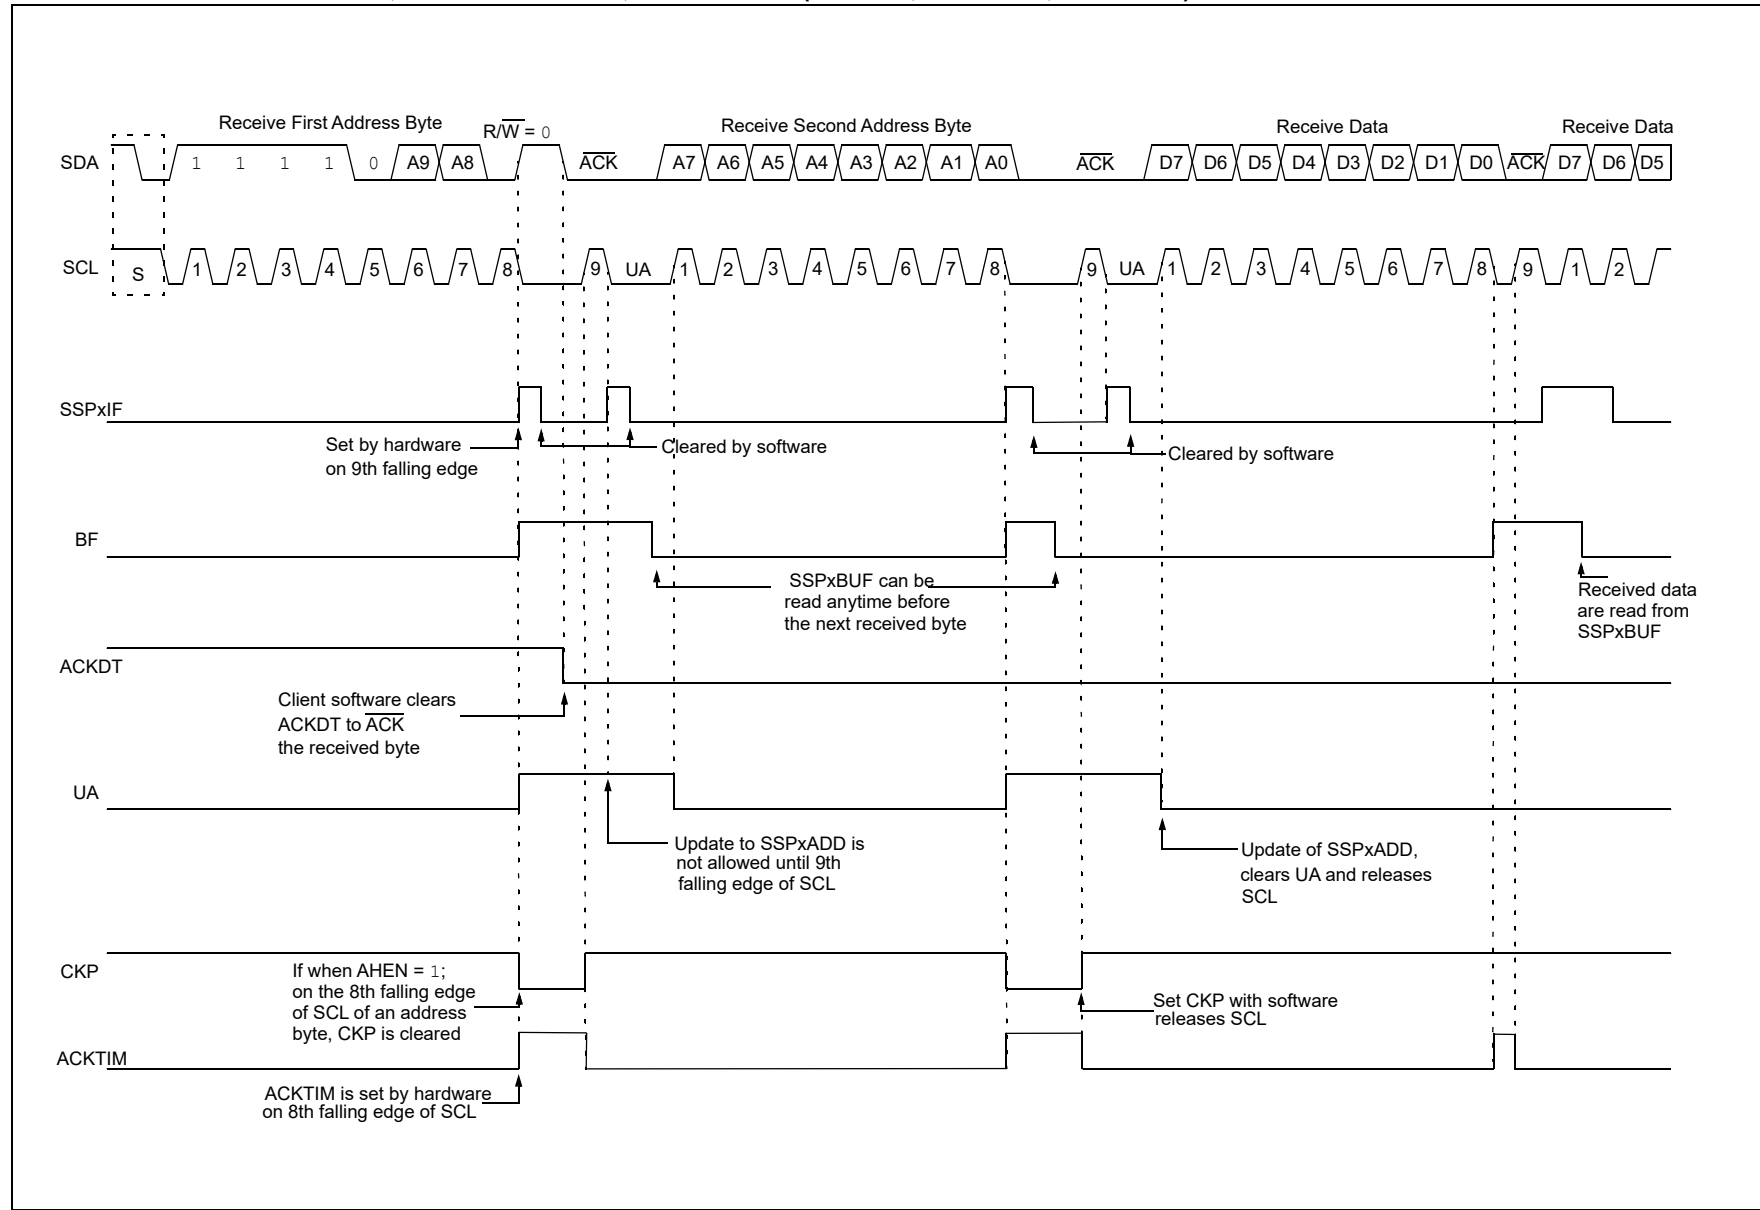 Receive First Address Byte
R/W = 0
Receive Second Address Byte
Receive Data
Receive Data
SDA
1 1 1 1 0 A9 A8
ACK
A7 A6 A5 A4 A3 A2 A1 A0
ACK
D7 D6 D5 D4 D3 D2 D1 D0 ACK D7 D6 D5
SCL
S 1 2 3 4 5 6 7 8 9 UA 1 2 3 4 5 6 7 8 9 UA 1 2 3 4 5 6 7 8 9 1 2
SSPxIF
Set by hardware
on 9th falling edge
Cleared by software
Cleared by software
BF
SSPxBUF can be
read anytime before
the next received byte
Received data
are read from
SSPxBUF
ACKDT
Client software clears
ACKDT to ACK
the received byte
UA
Update to SSPxADD is
not allowed until 9th
falling edge of SCL
Update of SSPxADD,
clears UA and releases
SCL
CKP
If when AHEN = 1;
on the 8th falling edge
of SCL of an address
byte, CKP is cleared
Set CKP with software
releases SCL
ACKTIM
ACKTIM is set by hardware
on 8th falling edge of SCL